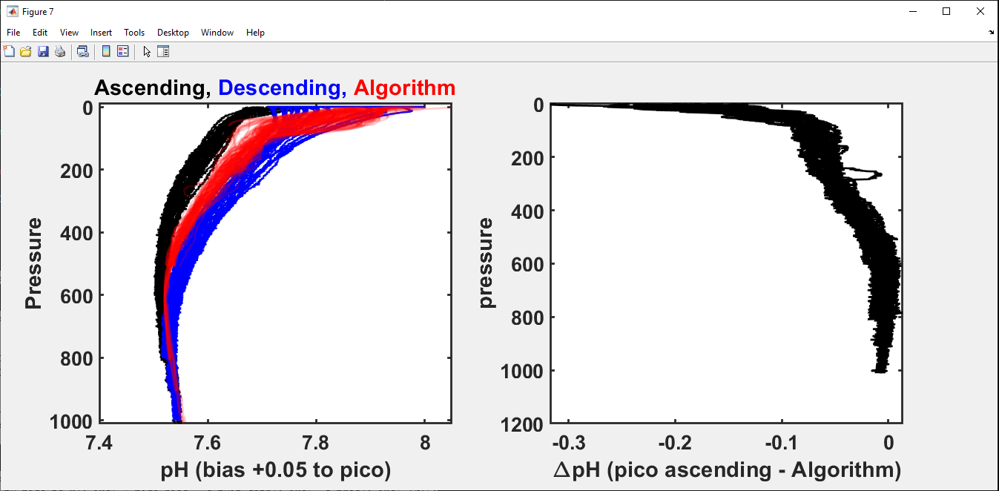 Figure 7
File Edit View Insert Tools Desktop Window Help
Ascending, Descending, Algorithm
0
200
400
600
800
1000
Pressure
7.4 7.6 7.8 8
pH (bias +0.05 to pico)
0
200
400
600
800
1000
1200
pressure
-0.3 -0.2 -0.1 0
ΔpH (pico ascending - Algorithm)